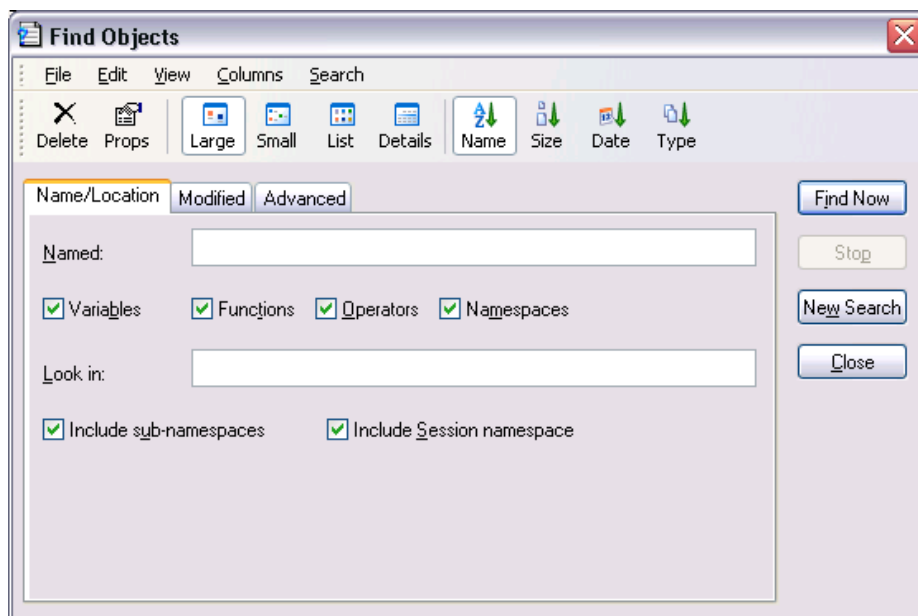 Find Objects
File Edit View Columns Search
Delete Props Large Small List Details Name Size Date Type
Name/Location Modified Advanced
Find Now
Named:
Stop
Variables Functions Operators Namespaces
New Search
Look in:
Close
Include sub-namespaces Include Session namespace